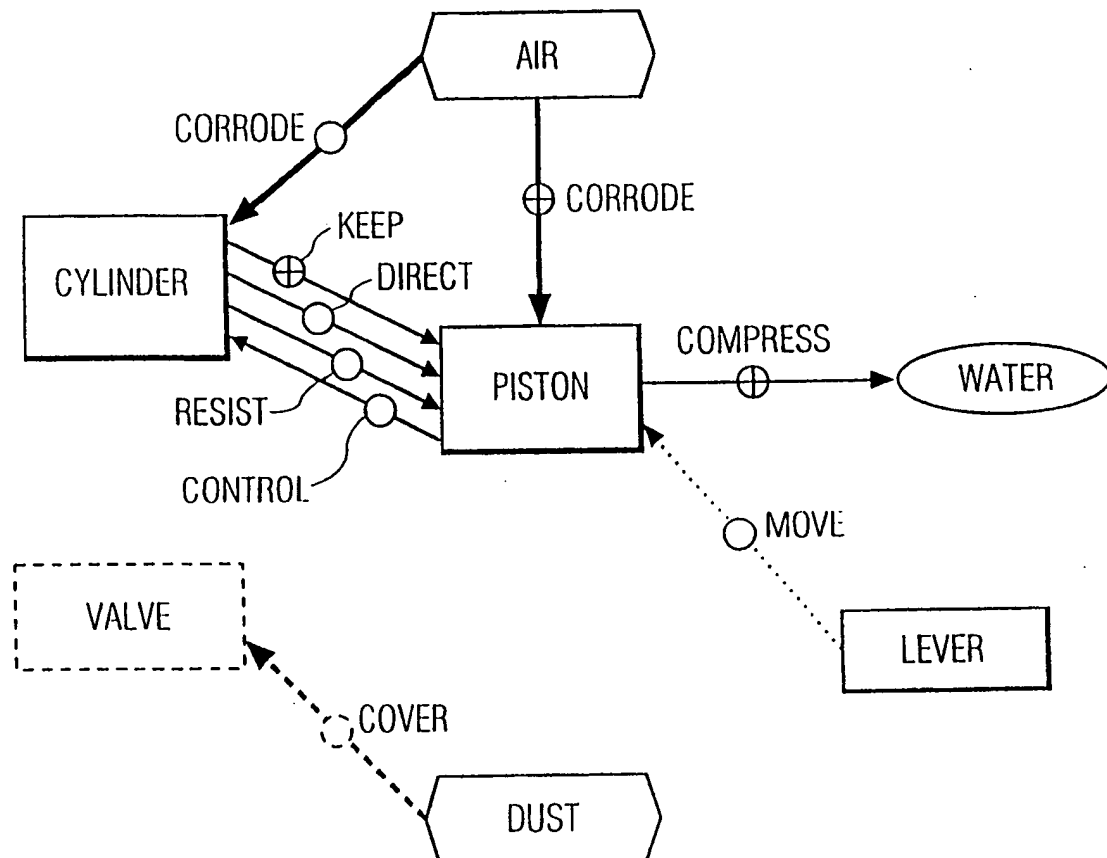 AIR
CORRODE
CORRODE
KEEP
CYLINDER
DIRECT
COMPRESS
PISTON
WATER
RESIST
CONTROL
MOVE
VALVE
LEVER
COVER
DUST